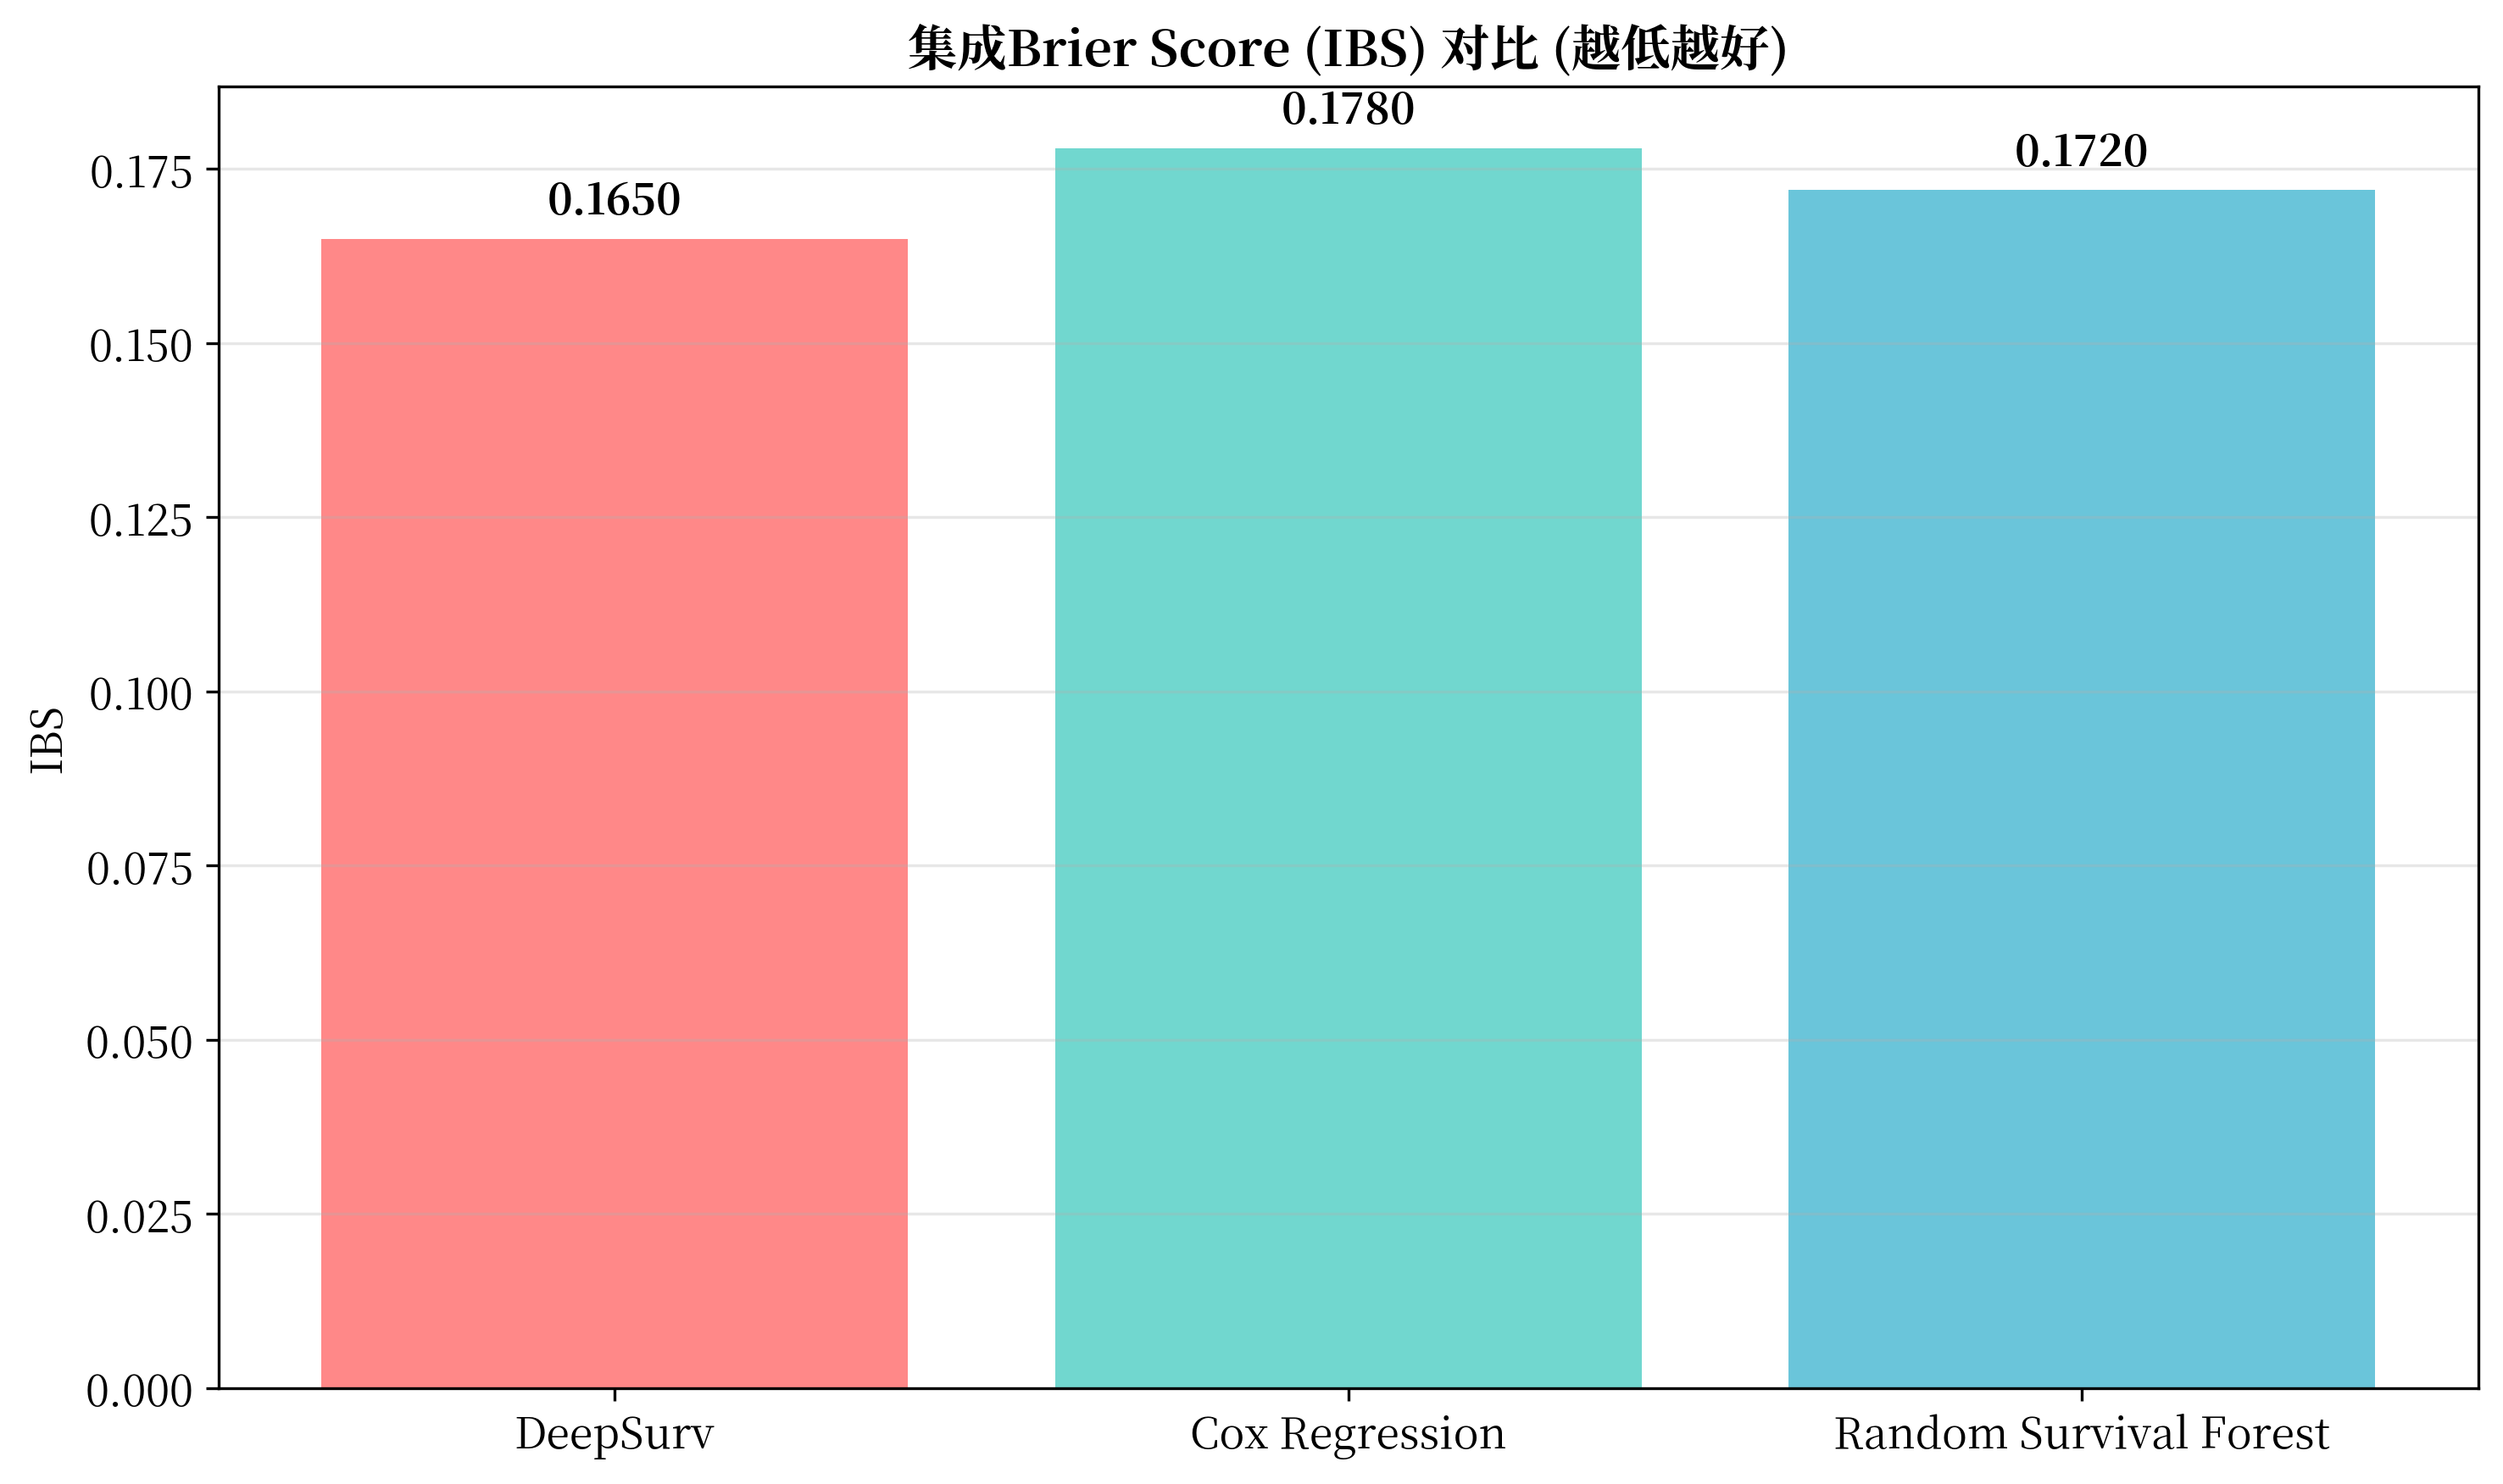 集成Brier Score (IBS) 对比 (越低越好)
0.1780
0.1720
0.1650
0.175
0.150
0.125
0.100
0.075
0.050
0.025
0.000
IBS
DeepSurv
Cox Regression
Random Survival Forest